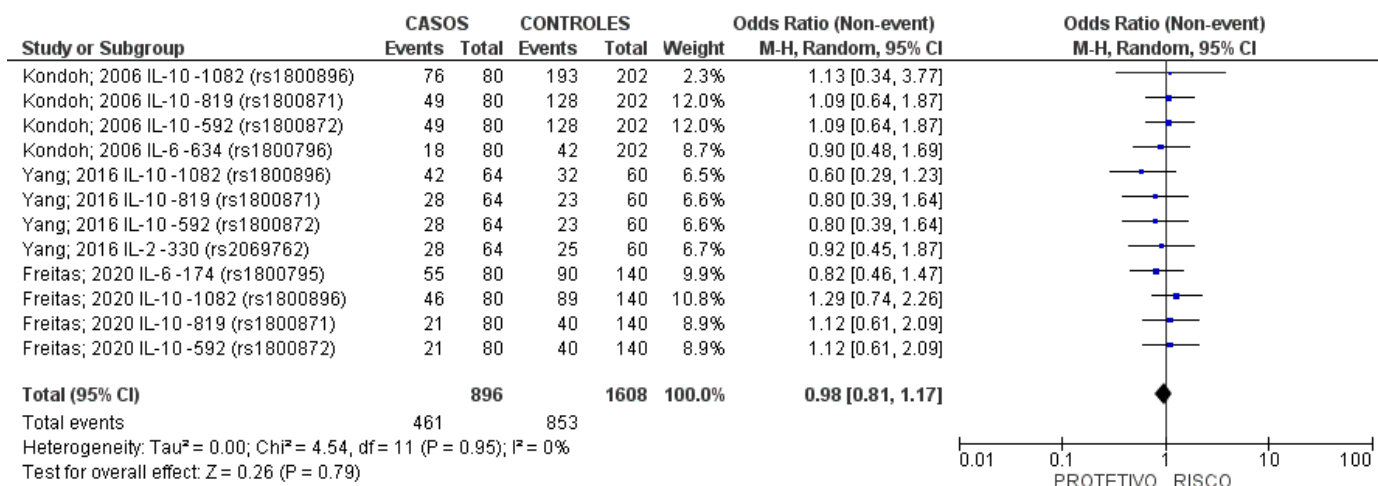 CASOS CONTROLES Odds Ratio (Non-event) Odds Ratio (Non-event)
Study or Subgroup Events Total Events Total Weight M-H, Random, 95% CI M-H, Random, 95% CI
Kondoh; 2006 IL-10 -1082 (rs1800896) 76 80 193 202 2.3% 1.13 [0.34, 3.77]
Kondoh; 2006 IL-10 -819 (rs1800871) 49 80 128 202 12.0% 1.09 [0.64, 1.87]
Kondoh; 2006 IL-10 -592 (rs1800872) 49 80 128 202 12.0% 1.09 [0.64, 1.87]
Kondoh; 2006 IL-6 -634 (rs1800796) 18 80 42 202 8.7% 0.90 [0.48, 1.69]
Yang; 2016 IL-10 -1082 (rs1800896) 42 64 32 60 6.5% 0.60 [0.29, 1.23]
Yang; 2016 IL-10 -819 (rs1800871) 28 64 23 60 6.6% 0.80 [0.39, 1.64]
Yang; 2016 IL-10 -592 (rs1800872) 28 64 23 60 6.6% 0.80 [0.39, 1.64]
Yang; 2016 IL-2 -330 (rs2069762) 28 64 25 60 6.7% 0.92 [0.45, 1.87]
Freitas; 2020 IL-6 -174 (rs1800795) 55 80 90 140 9.9% 0.82 [0.46, 1.47]
Freitas; 2020 IL-10 -1082 (rs1800896) 46 80 89 140 10.8% 1.29 [0.74, 2.26]
Freitas; 2020 IL-10 -819 (rs1800871) 21 80 40 140 8.9% 1.12 [0.61, 2.09]
Freitas; 2020 IL-10 -592 (rs1800872) 21 80 40 140 8.9% 1.12 [0.61, 2.09]
Total (95% CI) 896 1608 100.0% 0.98 [0.81, 1.17]
Total events 461 853
Heterogeneity: Tau² = 0.00; Chi² = 4.54, df = 11 (P = 0.95); I² = 0%
Test for overall effect: Z = 0.26 (P = 0.79)
0.01 0.1 1 10 100
PROTETIVO RISCO